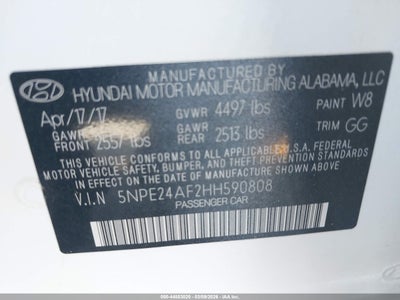 MANUFACTURED BY
HYUNDAI MOTOR MANUFACTURING ALABAMA, LLC
Apr/17/17 GVWR 4497 lbs PAINT W8
GAWR FRONT 2557 lbs GAWR REAR 2513 lbs TRIM GG
THIS VEHICLE CONFORMS TO ALL APPLICABLE U.S.A. FEDERAL
MOTOR VEHICLE SAFETY, BUMPER, AND THEFT PREVENTION
STANDARDS IN EFFECT ON THE DATE OF MANUFACTURE SHOWN ABOVE.
V.I.N 5NPE24AF2HH590808
PASSENGER CAR